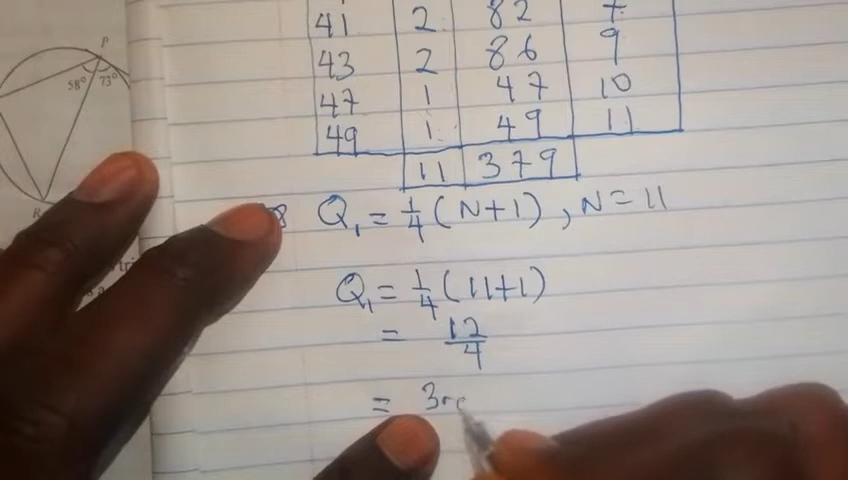 41 2 82 7
43 2 86 9
47 1 47 10
49 1 49 11
11 379
Q₁ = 1/4 (N+1), N = 11
Q₁ = 1/4 (11+1)
= 12/4
= 3r
P
58° 73°
R